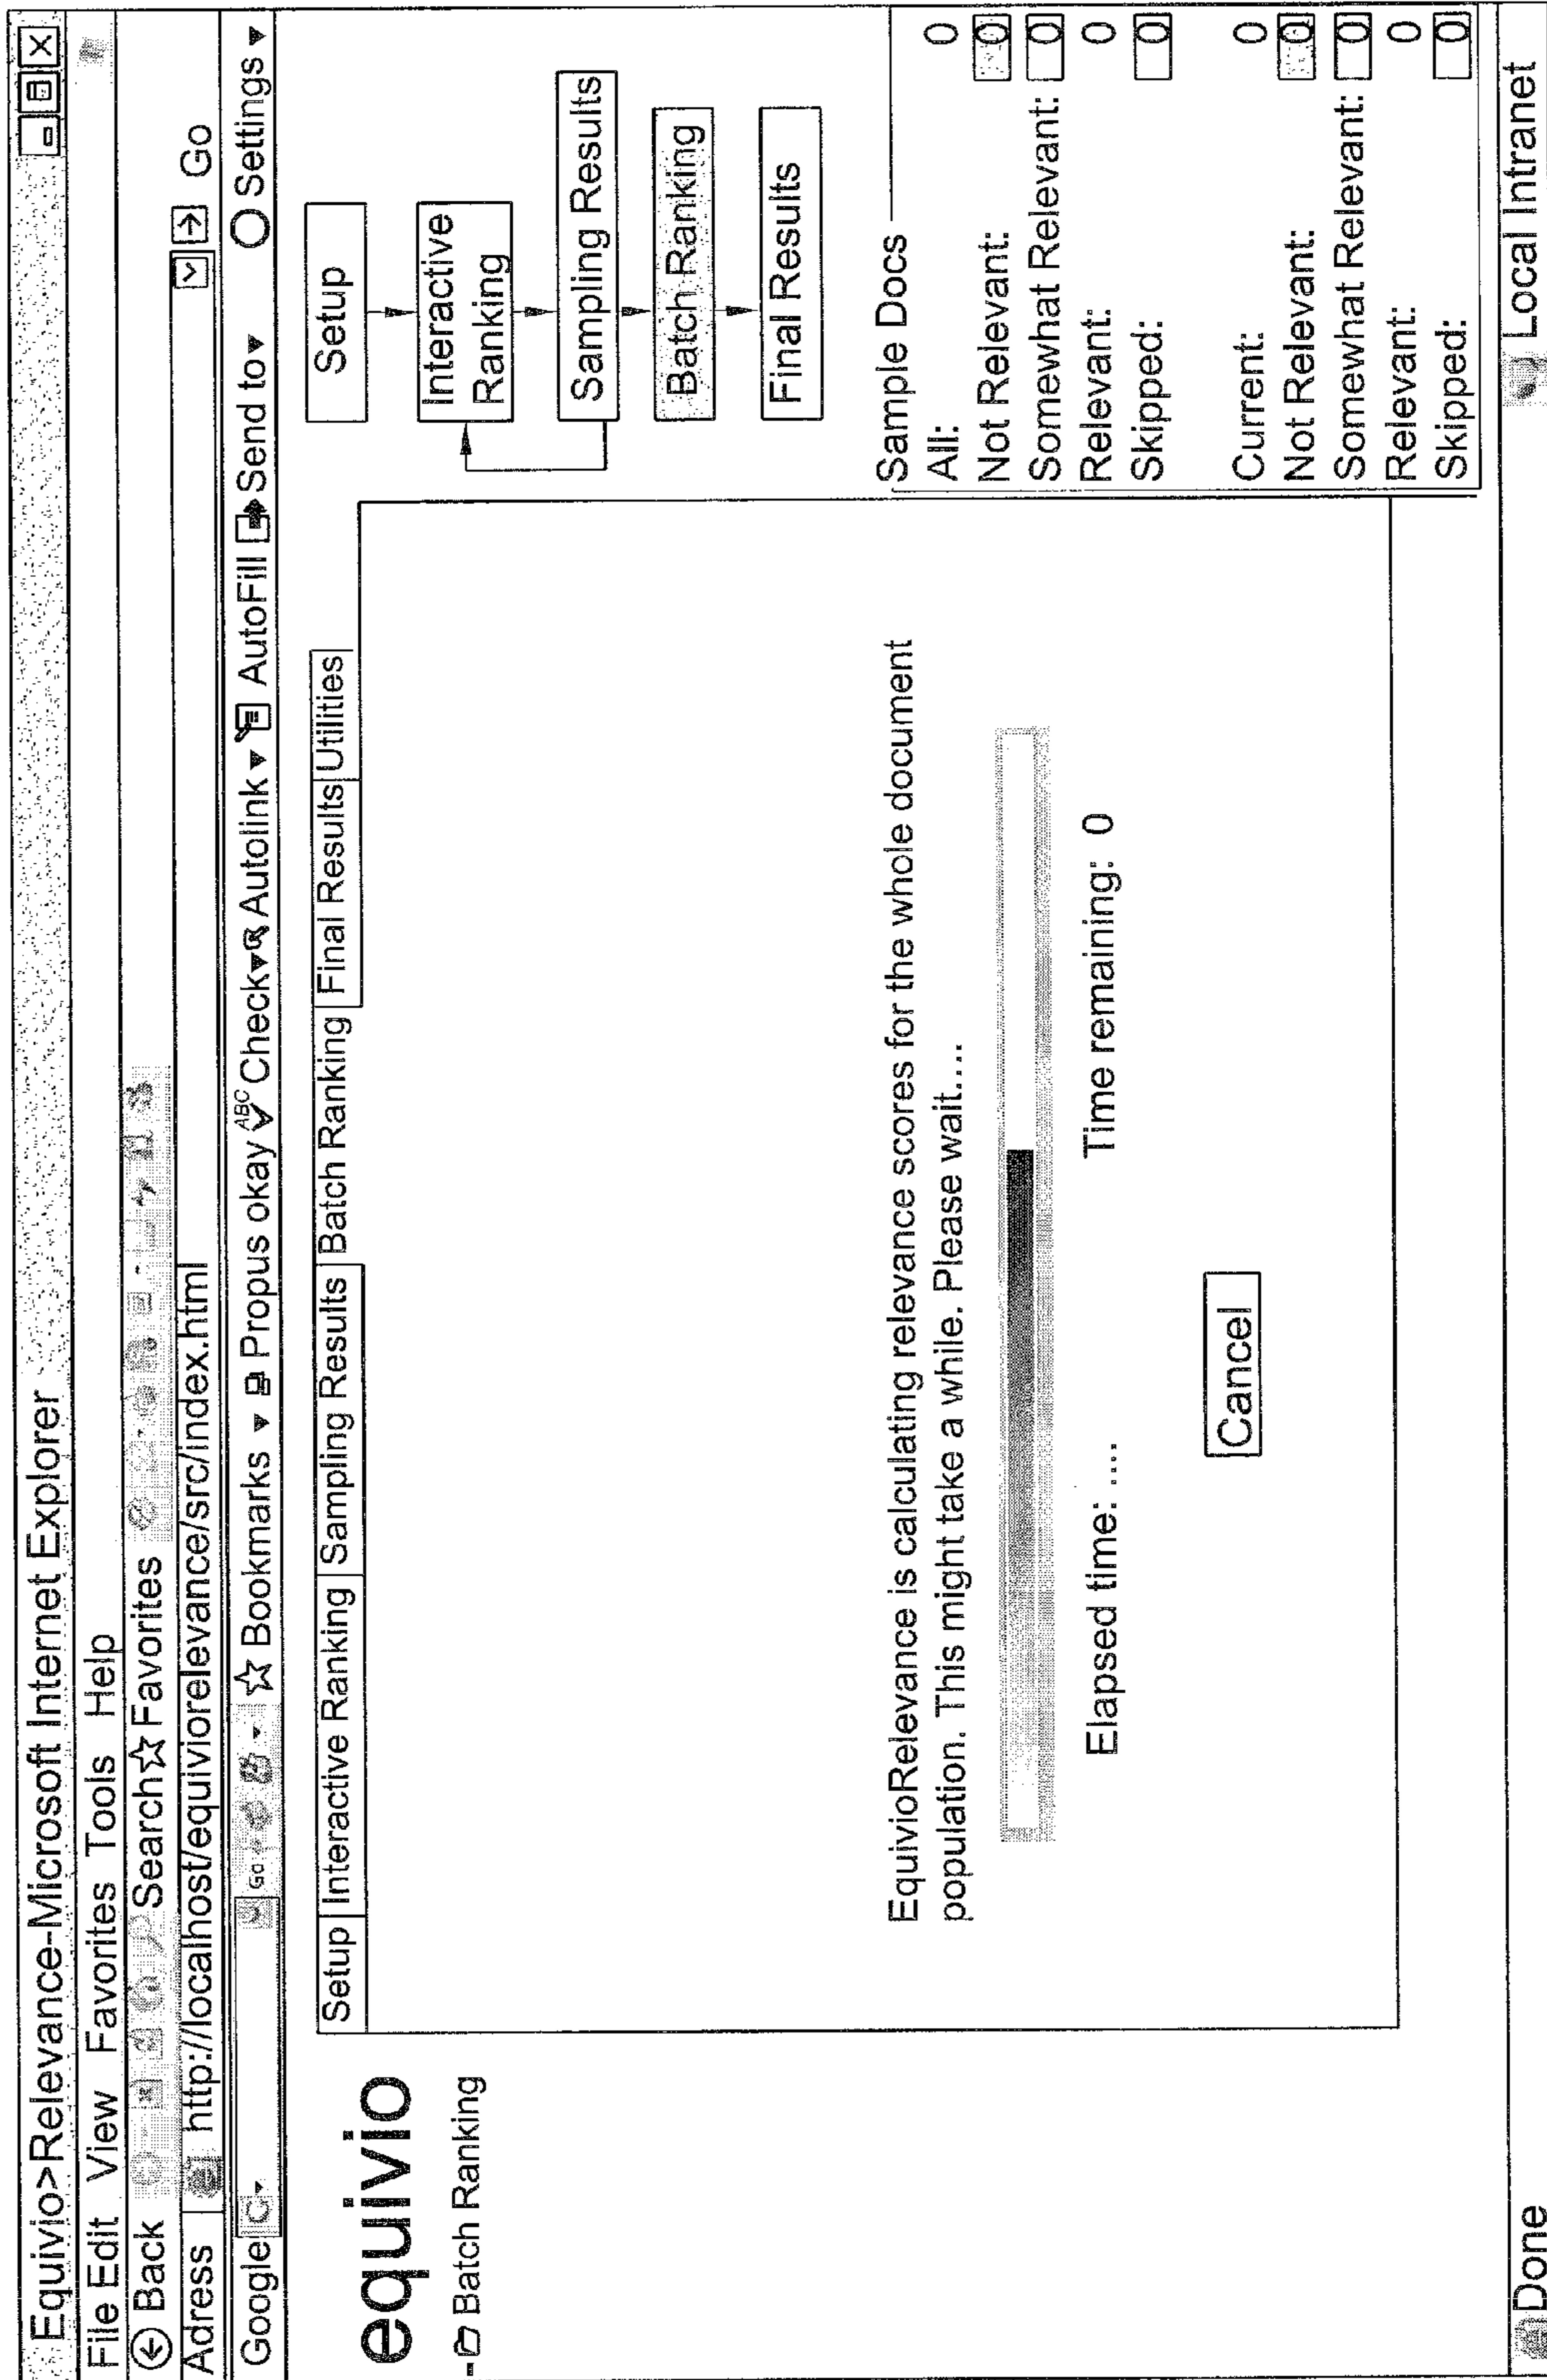 Equivio>Relevance-Microsoft Internet Explorer
File Edit View Favorites Tools Help
Back Search Favorites
Adress http://localhost/equiviorelevance/src/index.html Go
Google Go Bookmarks Propus okay ABC Check Autolink AutoFill Send to Settings
equivio
- Batch Ranking
Setup Interactive Ranking Sampling Results Batch Ranking Final Results Utilities
EquivioRelevance is calculating relevance scores for the whole document
population. This might take a while. Please wait....
Elapsed time: .... Time remaining: 0
Cancel
Setup
Interactive
Ranking
Sampling Results
Batch Ranking
Final Results
Sample Docs
All: 0
Not Relevant: 0
Somewhat Relevant: 0
Relevant: 0
Skipped: 0
Current: 0
Not Relevant: 0
Somewhat Relevant: 0
Relevant: 0
Skipped: 0
Done Local Intranet